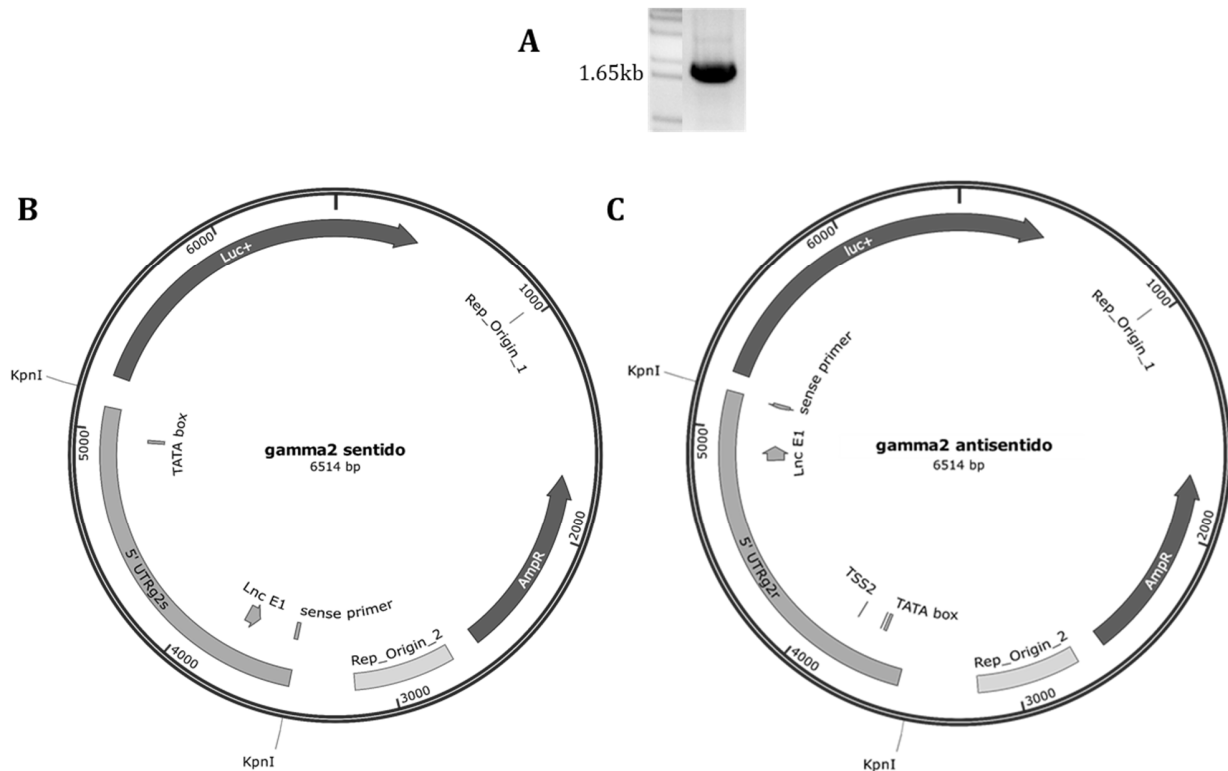 A
1.65kb
B
6000
Luc+
1000
Rep_Origin_1
KpnI
5000
TATA box
gamma2 sentido
6514 bp
2000
AmpR
5' UTRg2s
Lnc E1
sense primer
4000
Rep_Origin_2
3000
KpnI
C
6000
luc+
1000
Rep_Origin_1
KpnI
sense primer
5000
Lnc E1
gamma2 antisentido
6514 bp
2000
AmpR
5' UTRg2r
TSS2
TATA box
4000
Rep_Origin_2
3000
KpnI